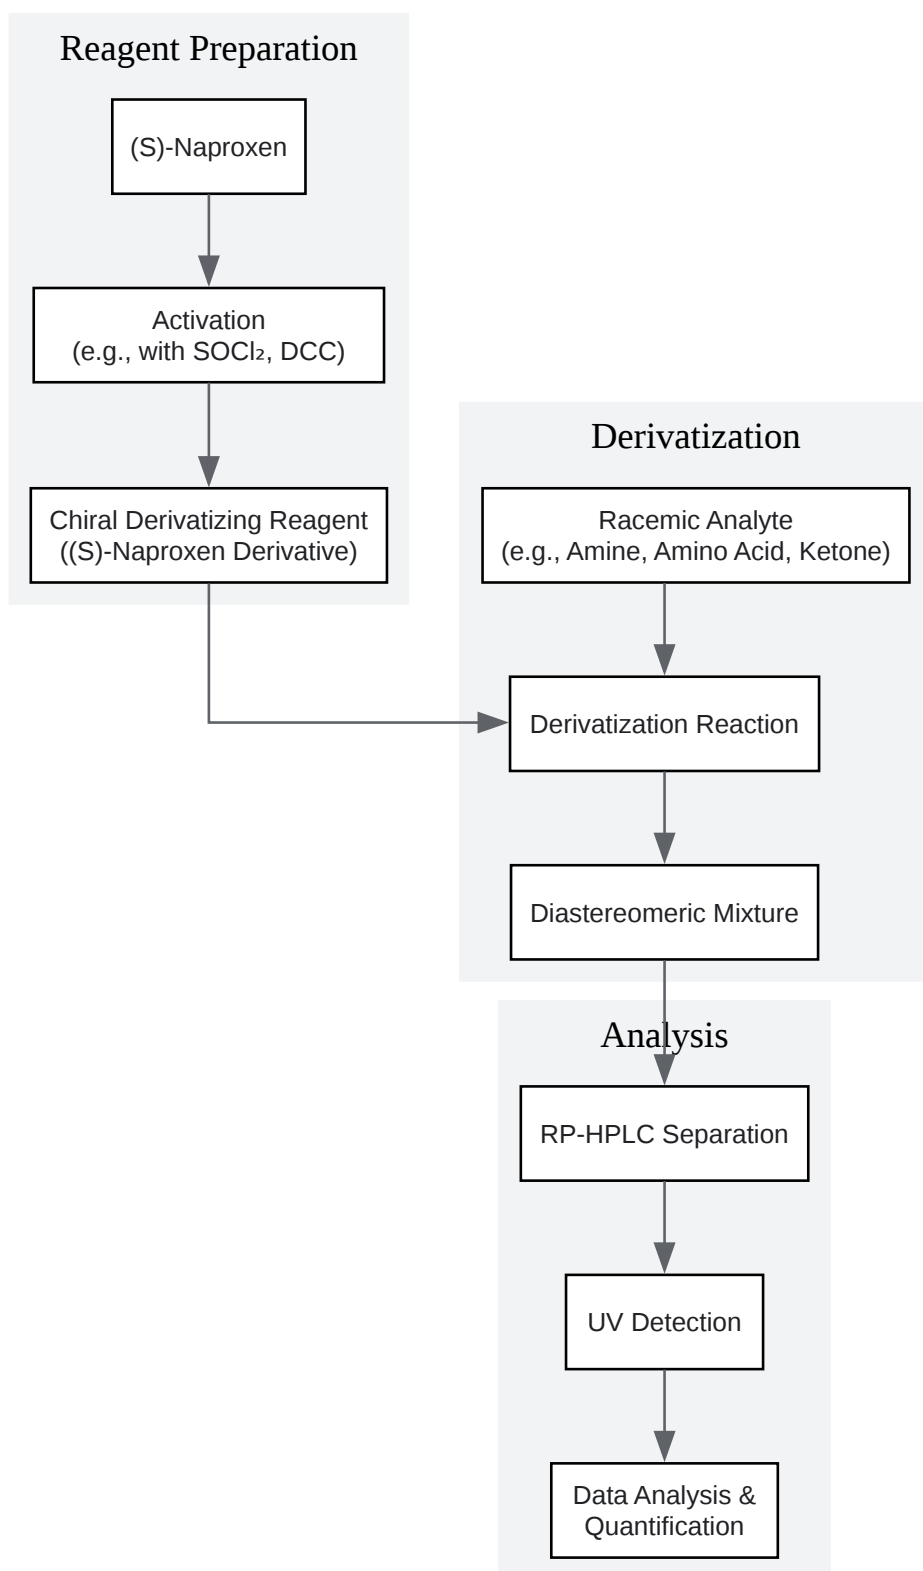 Reagent Preparation
(S)-Naproxen
Activation
(e.g., with SOCl₂, DCC)
Chiral Derivatizing Reagent
((S)-Naproxen Derivative)
Derivatization
Racemic Analyte
(e.g., Amine, Amino Acid, Ketone)
Derivatization Reaction
Diastereomeric Mixture
Analysis
RP-HPLC Separation
UV Detection
Data Analysis &
Quantification